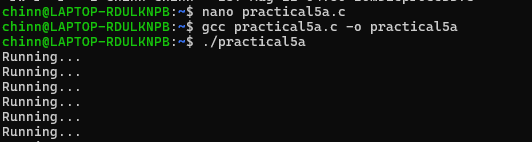 chinn@LAPTOP-RDULKNPB:~$ nano practical5a.c
chinn@LAPTOP-RDULKNPB:~$ gcc practical5a.c -o practical5a
chinn@LAPTOP-RDULKNPB:~$ ./practical5a
Running...
Running...
Running...
Running...
Running...